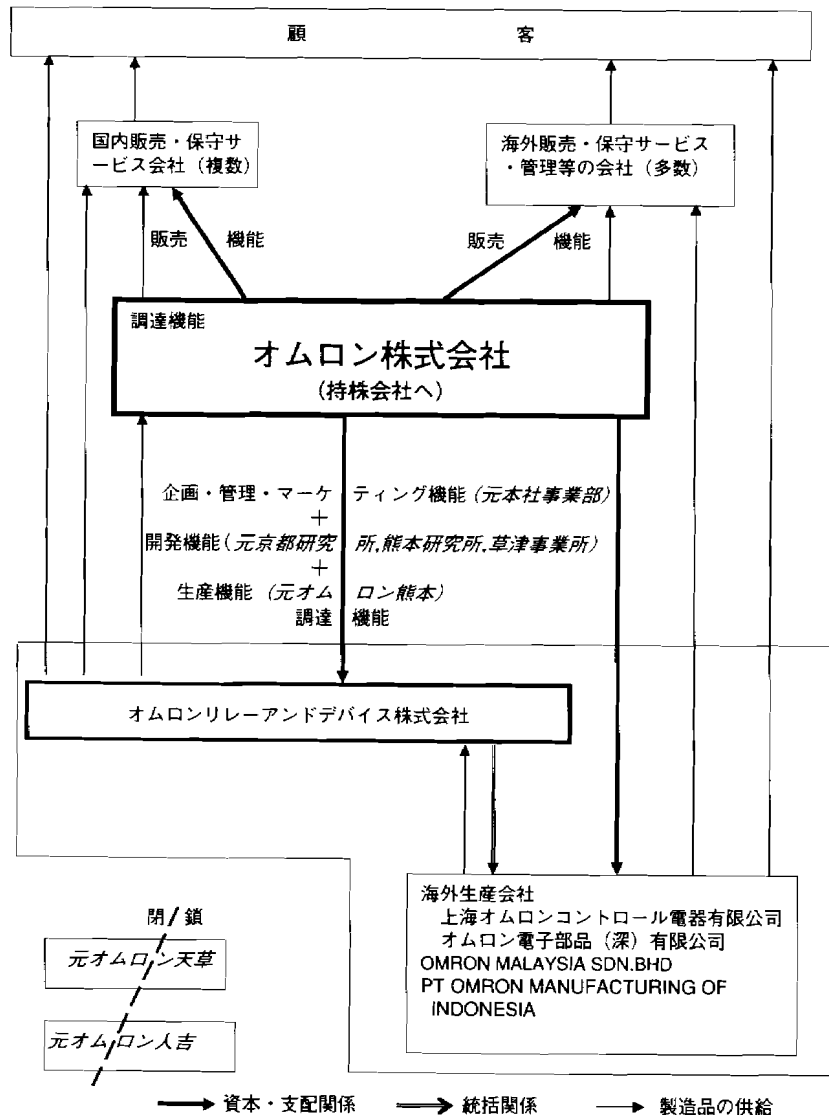 顧 客
国内販売・保守サ
ービス会社（複数）
海外販売・保守サービス
・管理等の会社（多数）
販売 機能
販売 機能
調達機能
オムロン株式会社
(持株会社へ)
企画・管理・マーケ ティング機能（元本社事業部）
＋
開発機能（元京都研究 所,熊本研究所,草津事業所）
＋
生産機能（元オム ロン熊本）
調達 機能
オムロンリレーアンドデバイス株式会社
海外生産会社
上海オムロンコントロール電器有限公司
オムロン電子部品（深）有限公司
OMRON MALAYSIA SDN.BHD
PT OMRON MANUFACTURING OF
INDONESIA
閉 鎖
元オムロン天草
元オムロン人吉
資本・支配関係 統括関係 製造品の供給